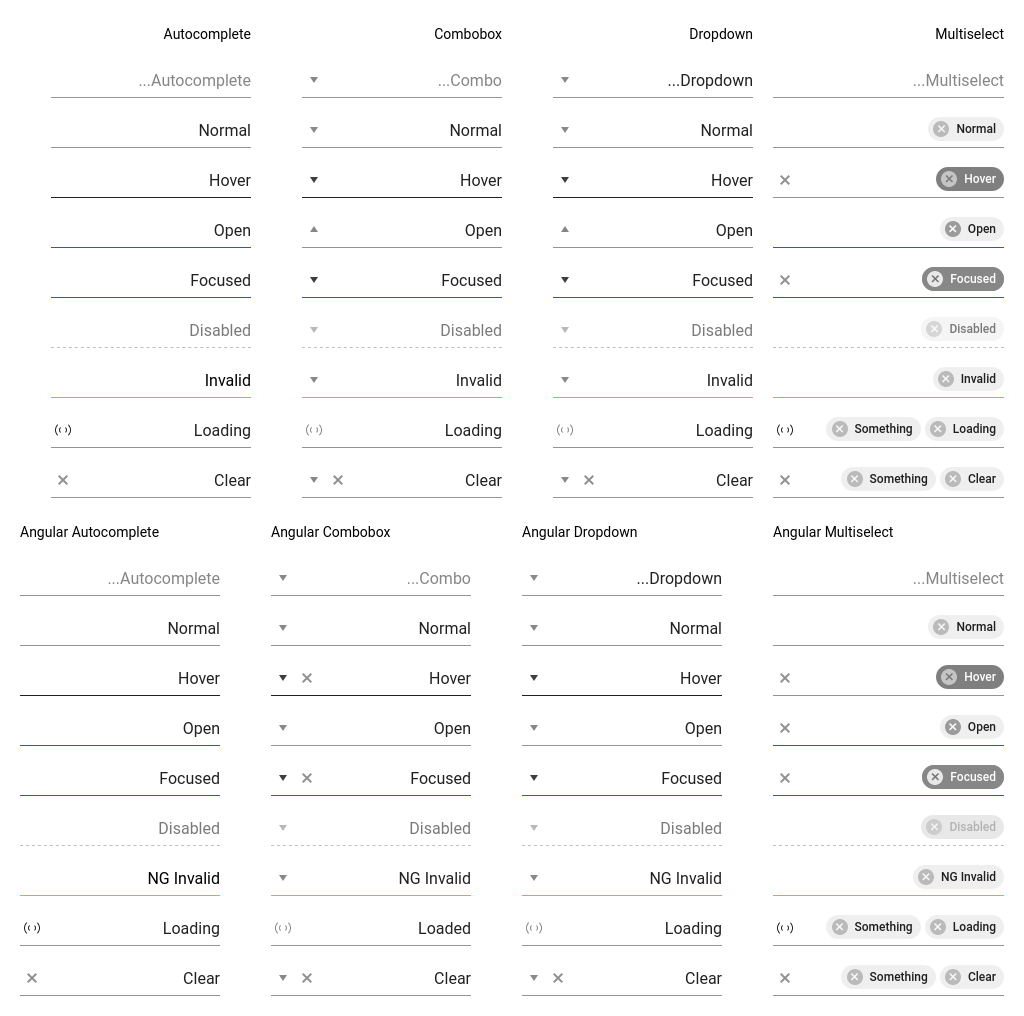 Autocomplete Combobox Dropdown Multiselect
...Autocomplete ...Combo ...Dropdown ...Multiselect
Normal Normal Normal Normal
Hover Hover Hover Hover
Open Open Open Open
Focused Focused Focused Focused
Disabled Disabled Disabled Disabled
Invalid Invalid Invalid Invalid
Loading Loading Loading Something Loading
Clear Clear Clear Something Clear
Angular Autocomplete Angular Combobox Angular Dropdown Angular Multiselect
...Autocomplete ...Combo ...Dropdown ...Multiselect
Normal Normal Normal Normal
Hover Hover Hover Hover
Open Open Open Open
Focused Focused Focused Focused
Disabled Disabled Disabled Disabled
NG Invalid NG Invalid NG Invalid NG Invalid
Loading Loaded Loading Something Loading
Clear Clear Clear Something Clear